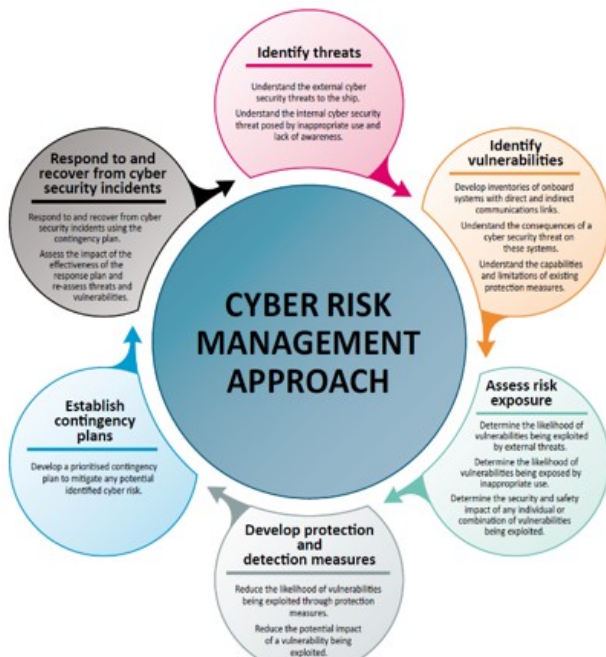 Identify threats
Understand the external cyber
security threats to the ship.
Understand the internal cyber security
threat posed by inappropriate use and
lack of awareness.
Identify
vulnerabilities
Develop inventories of onboard
systems with direct and indirect
communications links.
Understand the consequences of a
cyber security threat on
these systems.
Understand the capabilities
and limitations of existing
protection measures.
Assess risk
exposure
Determine the likelihood of
vulnerabilities being exploited
by external threats.
Determine the likelihood of
vulnerabilities being exposed by
inappropriate use.
Determine the security and safety
impact of any individual or
combination of vulnerabilities
being exploited.
Develop protection
and
detection measures
Reduce the likelihood of vulnerabilities
being exploited through protection
measures.
Reduce the potential impact
of a vulnerability being
exploited.
Establish
contingency
plans
Develop a prioritised contingency
plan to mitigate any potential
identified cyber risk.
Respond to and
recover from cyber
security incidents
Respond to and recover from cyber
security incidents using the
contingency plan.
Assess the impact of the
effectiveness of the
response plan and
re-assess threats and
vulnerabilities.
CYBER RISK
MANAGEMENT
APPROACH